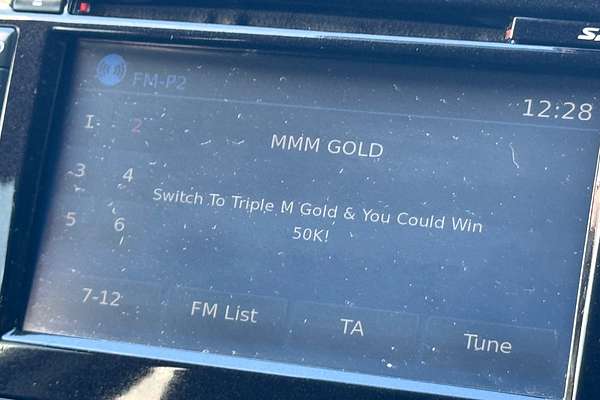 FM-P2
12:28
1 2
MMM GOLD
3 4
Switch To Triple M Gold & You Could Win
50K!
5 6
7-12 FM List TA Tune